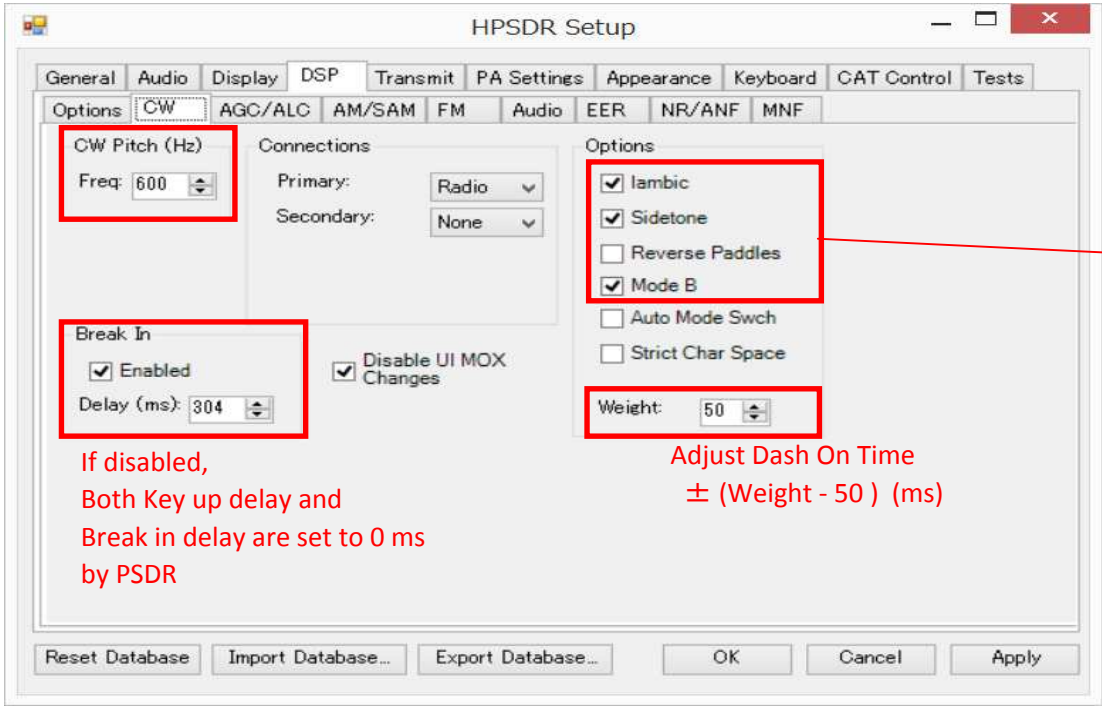 HPSDR Setup
General Audio Display DSP Transmit PA Settings Appearance Keyboard CAT Control Tests
Options CW AGC/ALC AM/SAM FM Audio EER NR/ANF MNF
CW Pitch (Hz)
Freq: 600
Connections
Primary: Radio
Secondary: None
Options
Iambic
Sidetone
Reverse Paddles
Mode B
Auto Mode Swch
Strict Char Space
Break In
Enabled
Delay (ms): 304
Disable UI MOX
Changes
Weight: 50
If disabled,
Both Key up delay and
Break in delay are set to 0 ms
by PSDR
Adjust Dash On Time
± (Weight - 50 ) (ms)
Reset Database Import Database... Export Database... OK Cancel Apply